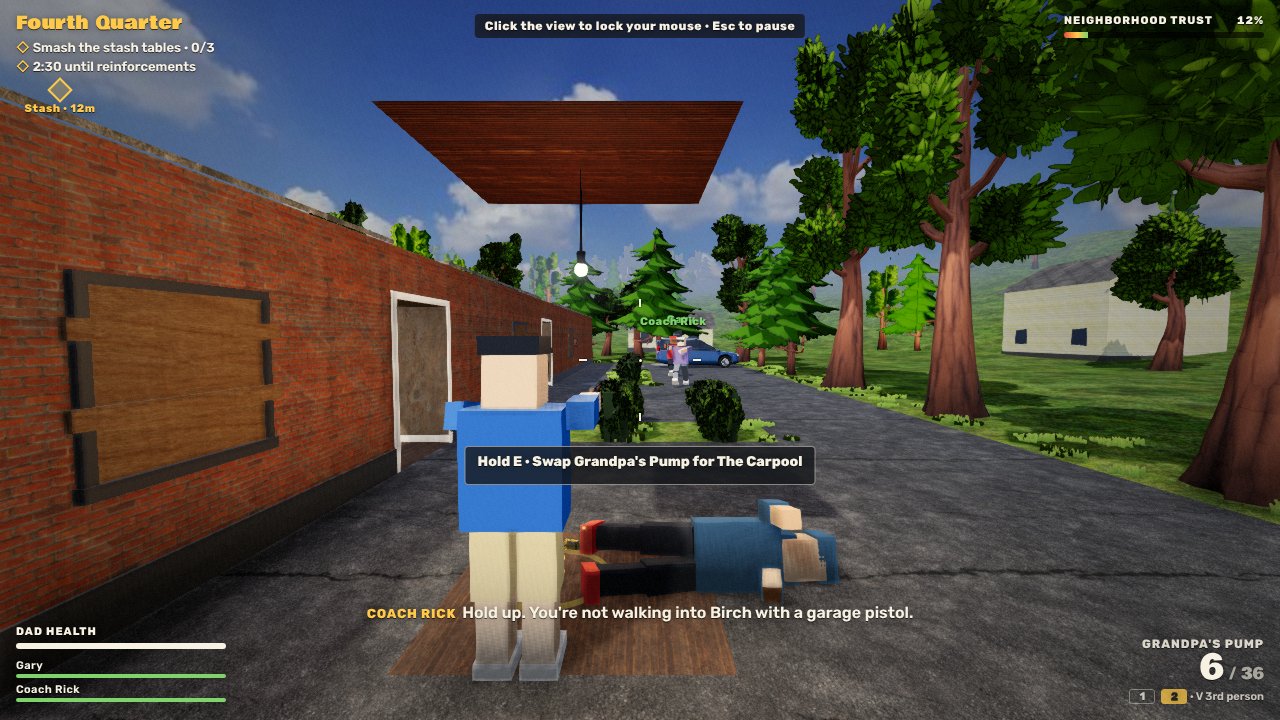 Fourth Quarter
Smash the stash tables · 0/3
2:30 until reinforcements
Stash · 12m
Click the view to lock your mouse · Esc to pause
NEIGHBORHOOD TRUST 12%
Coach Rick
Hold E · Swap Grandpa's Pump for The Carpool
COACH RICK Hold up. You're not walking into Birch with a garage pistol.
DAD HEALTH
Gary
Coach Rick
GRANDPA'S PUMP
6 / 36
1 2 · V 3rd person